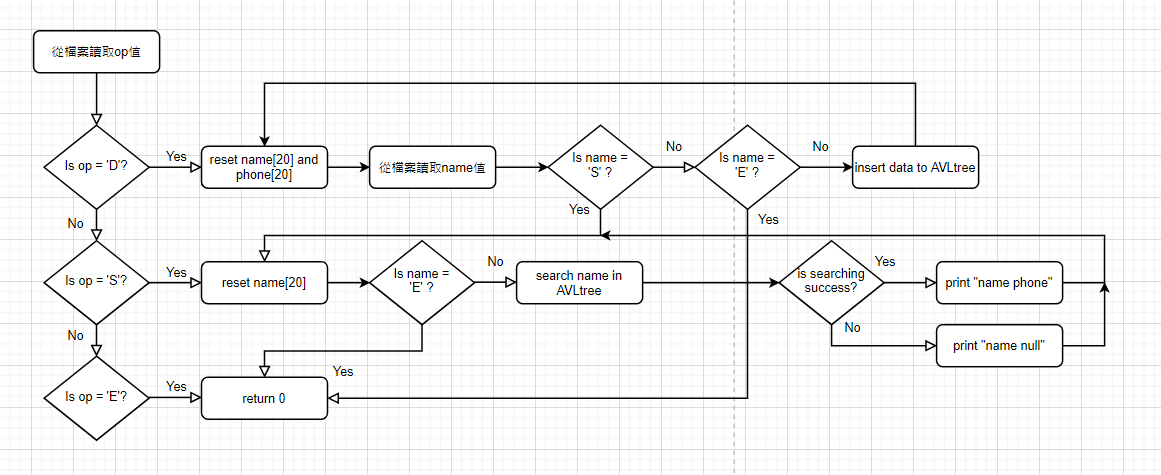 從檔案讀取op值
Is op = 'D'?
Yes
reset name[20] and
phone[20]
從檔案讀取name值
Is name =
'S' ?
No
Is name =
'E' ?
No
insert data to AVLtree
No
Yes
Yes
Is op = 'S'?
Yes
reset name[20]
Is name =
'E' ?
No
search name in
AVLtree
is searching
success?
Yes
print "name phone"
No
No
print "name null"
Is op = 'E'?
Yes
return 0
Yes